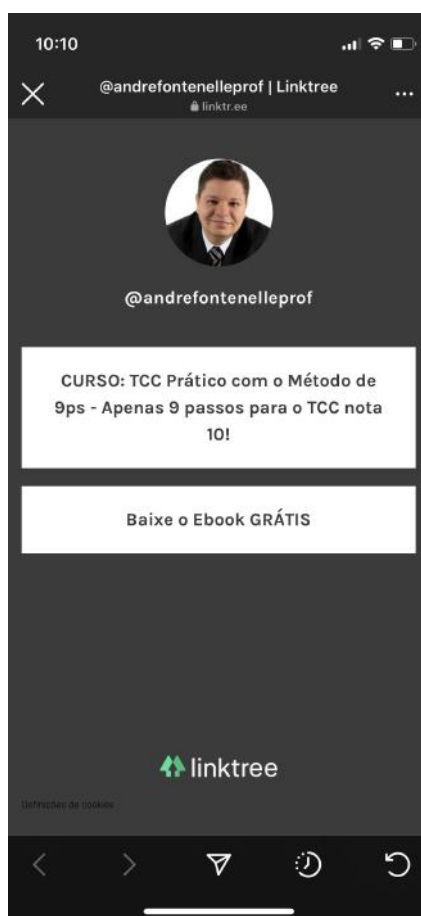 10:10
@andrefontenelleprof | Linktree
linktr.ee
@andrefontenelleprof
CURSO: TCC Prático com o Método de
9ps - Apenas 9 passos para o TCC nota
10!
Baixe o Ebook GRÁTIS
linktree
Definições de cookies